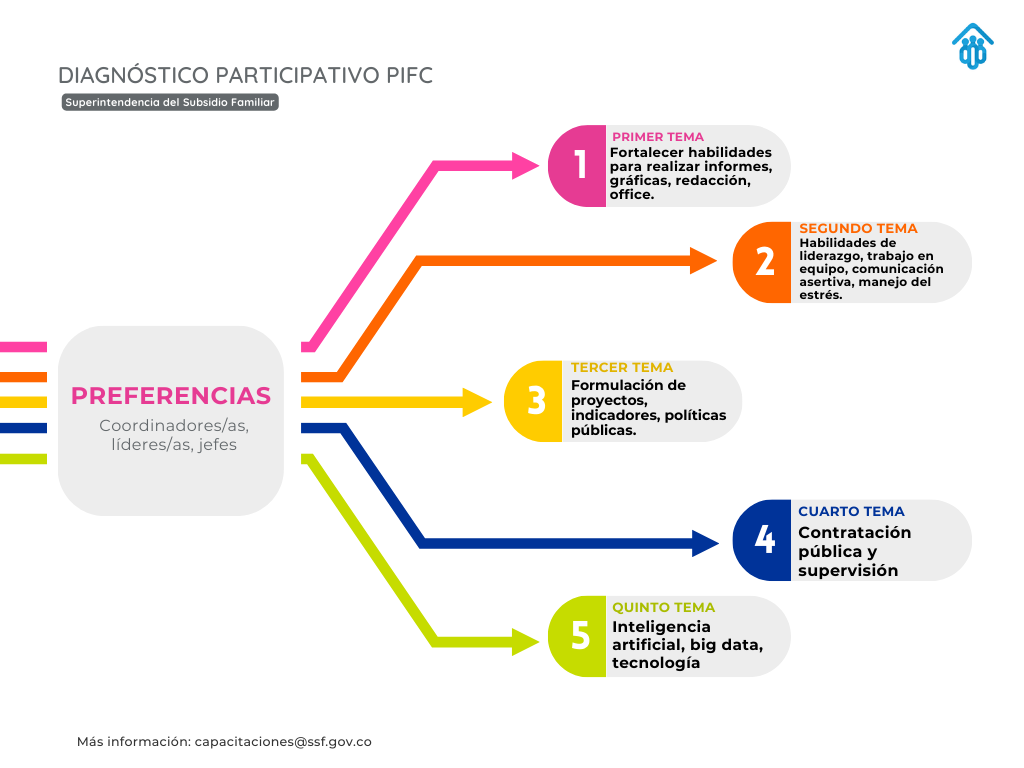 DIAGNÓSTICO PARTICIPATIVO PIFC
Superintendencia del Subsidio Familiar
PREFERENCIAS
Coordinadores/as,
líderes/as, jefes
1
PRIMER TEMA
Fortalecer habilidades
para realizar informes,
gráficas, redacción,
office.
2
SEGUNDO TEMA
Habilidades de
liderazgo, trabajo en
equipo, comunicación
asertiva, manejo del
estrés.
3
TERCER TEMA
Formulación de
proyectos,
indicadores, políticas
públicas.
4
CUARTO TEMA
Contratación
pública y
supervisión
5
QUINTO TEMA
Inteligencia
artificial, big data,
tecnología
Más información: capacitaciones@ssf.gov.co